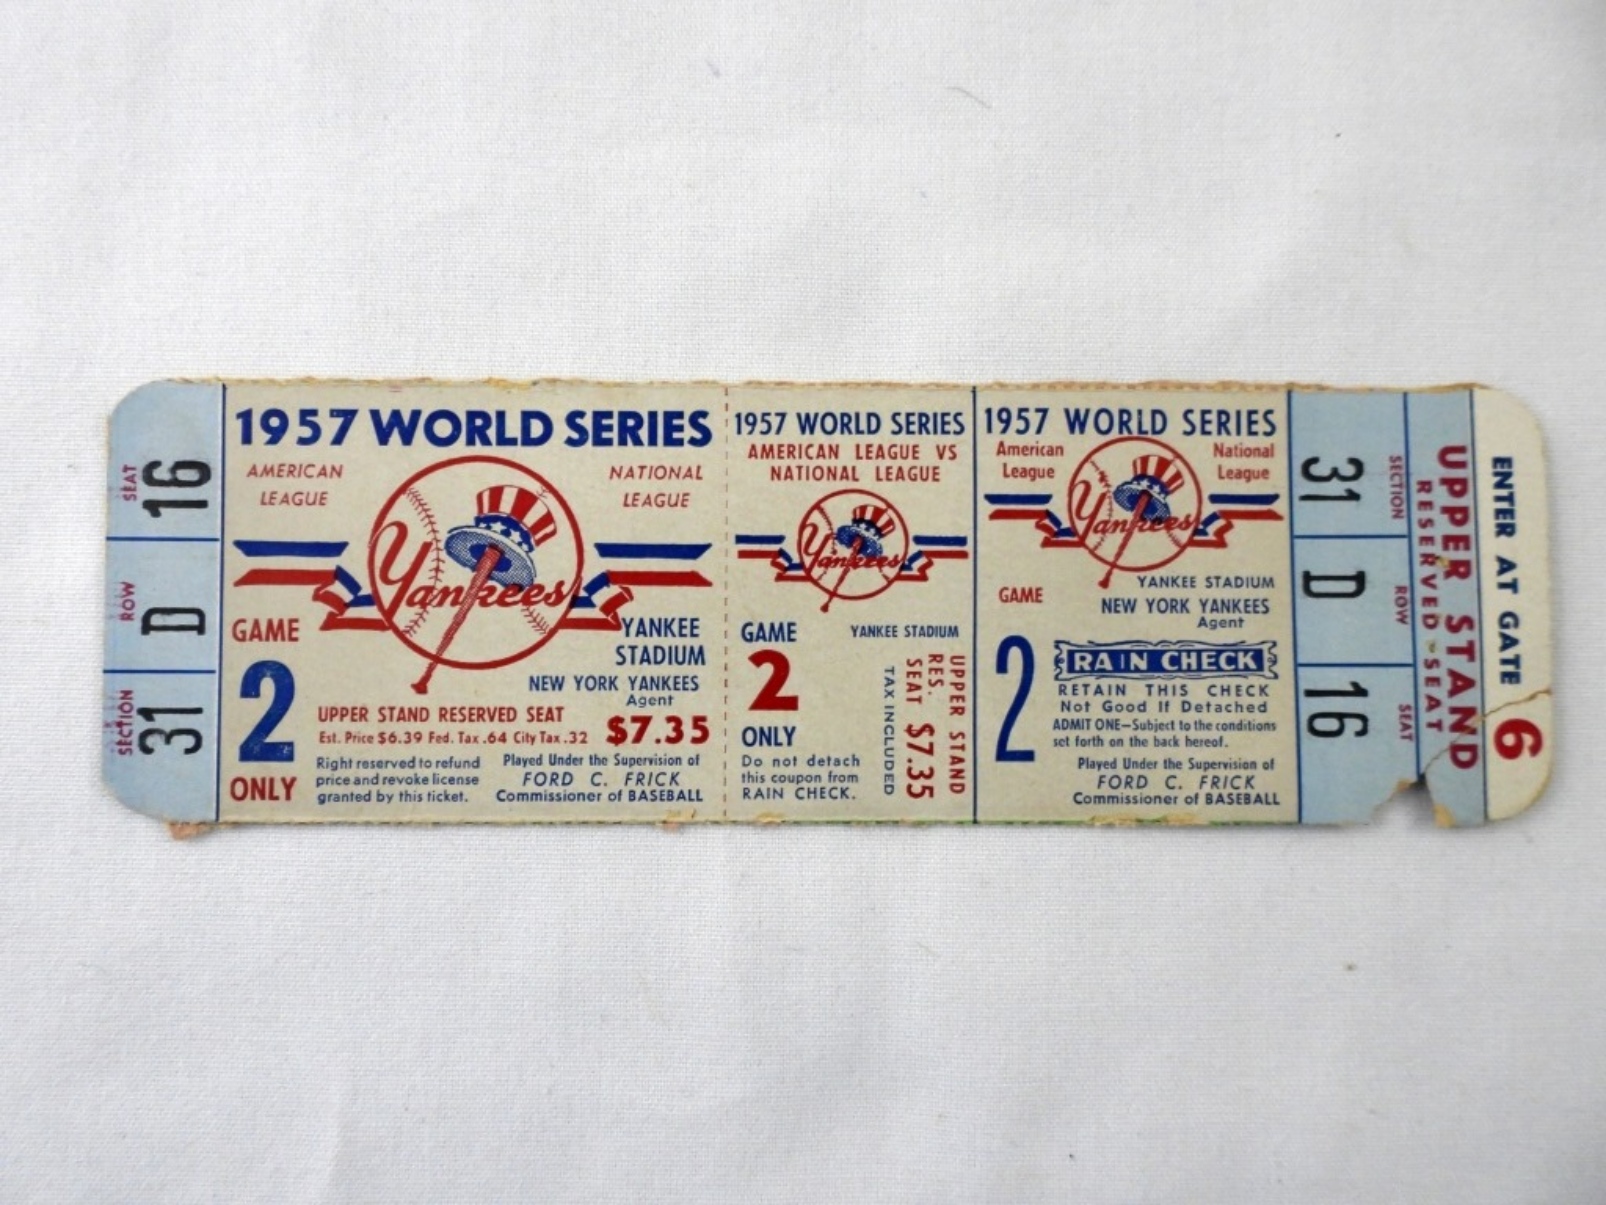 SEAT 16
ROW D
SECTION 31
1957 WORLD SERIES
AMERICAN LEAGUE
NATIONAL LEAGUE
Yankees
GAME
2
ONLY
YANKEE
STADIUM
NEW YORK YANKEES
Agent
UPPER STAND RESERVED SEAT
Est. Price $6.39 Fed. Tax .64 City Tax .32
$7.35
Right reserved to refund
price and revoke license
granted by this ticket.
Played Under the Supervision of
FORD C. FRICK
Commissioner of BASEBALL
1957 WORLD SERIES
AMERICAN LEAGUE VS
NATIONAL LEAGUE
Yankees
GAME
2
ONLY
YANKEE STADIUM
Do not detach
this coupon from
RAIN CHECK.
UPPER STAND
RES.
SEAT $7.35
TAX INCLUDED
1957 WORLD SERIES
American
League
National
League
Yankees
GAME
2
YANKEE STADIUM
NEW YORK YANKEES
Agent
RAIN CHECK
RETAIN THIS CHECK
Not Good If Detached
ADMIT ONE—Subject to the conditions
set forth on the back hereof.
Played Under the Supervision of
FORD C. FRICK
Commissioner of BASEBALL
SECTION 31
ROW D
SEAT 16
UPPER STAND
RESERVED SEAT
ENTER AT GATE 6